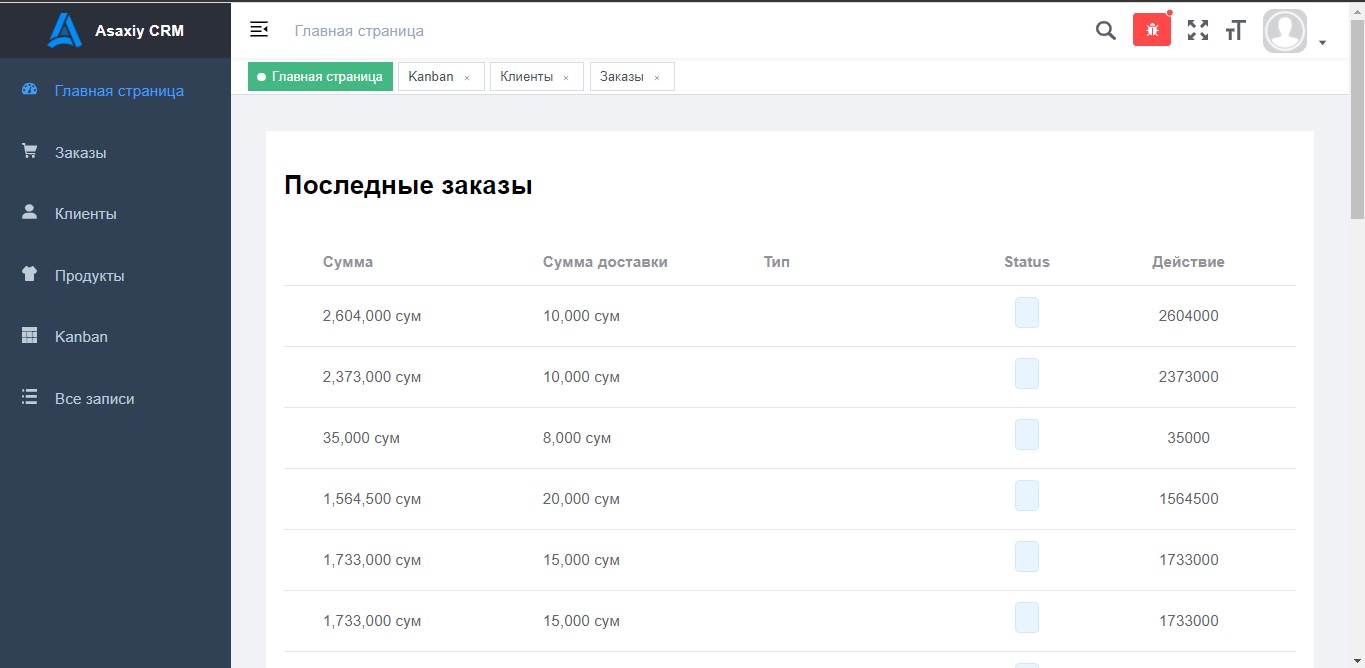 Asaxiy CRM
Главная страница
Главная страница
Kanban ×
Клиенты ×
Заказы ×
Главная страница
Заказы
Клиенты
Продукты
Kanban
Все записи
Последние заказы
Сумма Сумма доставки Тип Status Действие
2,604,000 сум 10,000 сум 2604000
2,373,000 сум 10,000 сум 2373000
35,000 сум 8,000 сум 35000
1,564,500 сум 20,000 сум 1564500
1,733,000 сум 15,000 сум 1733000
1,733,000 сум 15,000 сум 1733000